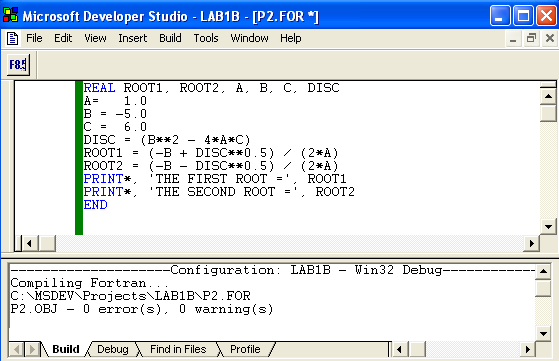 Microsoft Developer Studio - LAB1B - [P2.FOR *]
File Edit View Insert Build Tools Window Help
F8.5
REAL ROOT1, ROOT2, A, B, C, DISC
A=   1.0
B = -5.0
C =  6.0
DISC = (B**2 - 4*A*C)
ROOT1 = (-B + DISC**0.5) / (2*A)
ROOT2 = (-B - DISC**0.5) / (2*A)
PRINT*, 'THE FIRST ROOT =', ROOT1
PRINT*, 'THE SECOND ROOT =', ROOT2
END
--------------------Configuration: LAB1B - Win32 Debug--------------------
Compiling Fortran...
C:\MSDEV\Projects\LAB1B\P2.FOR
P2.OBJ - 0 error(s), 0 warning(s)
Build Debug Find in Files Profile